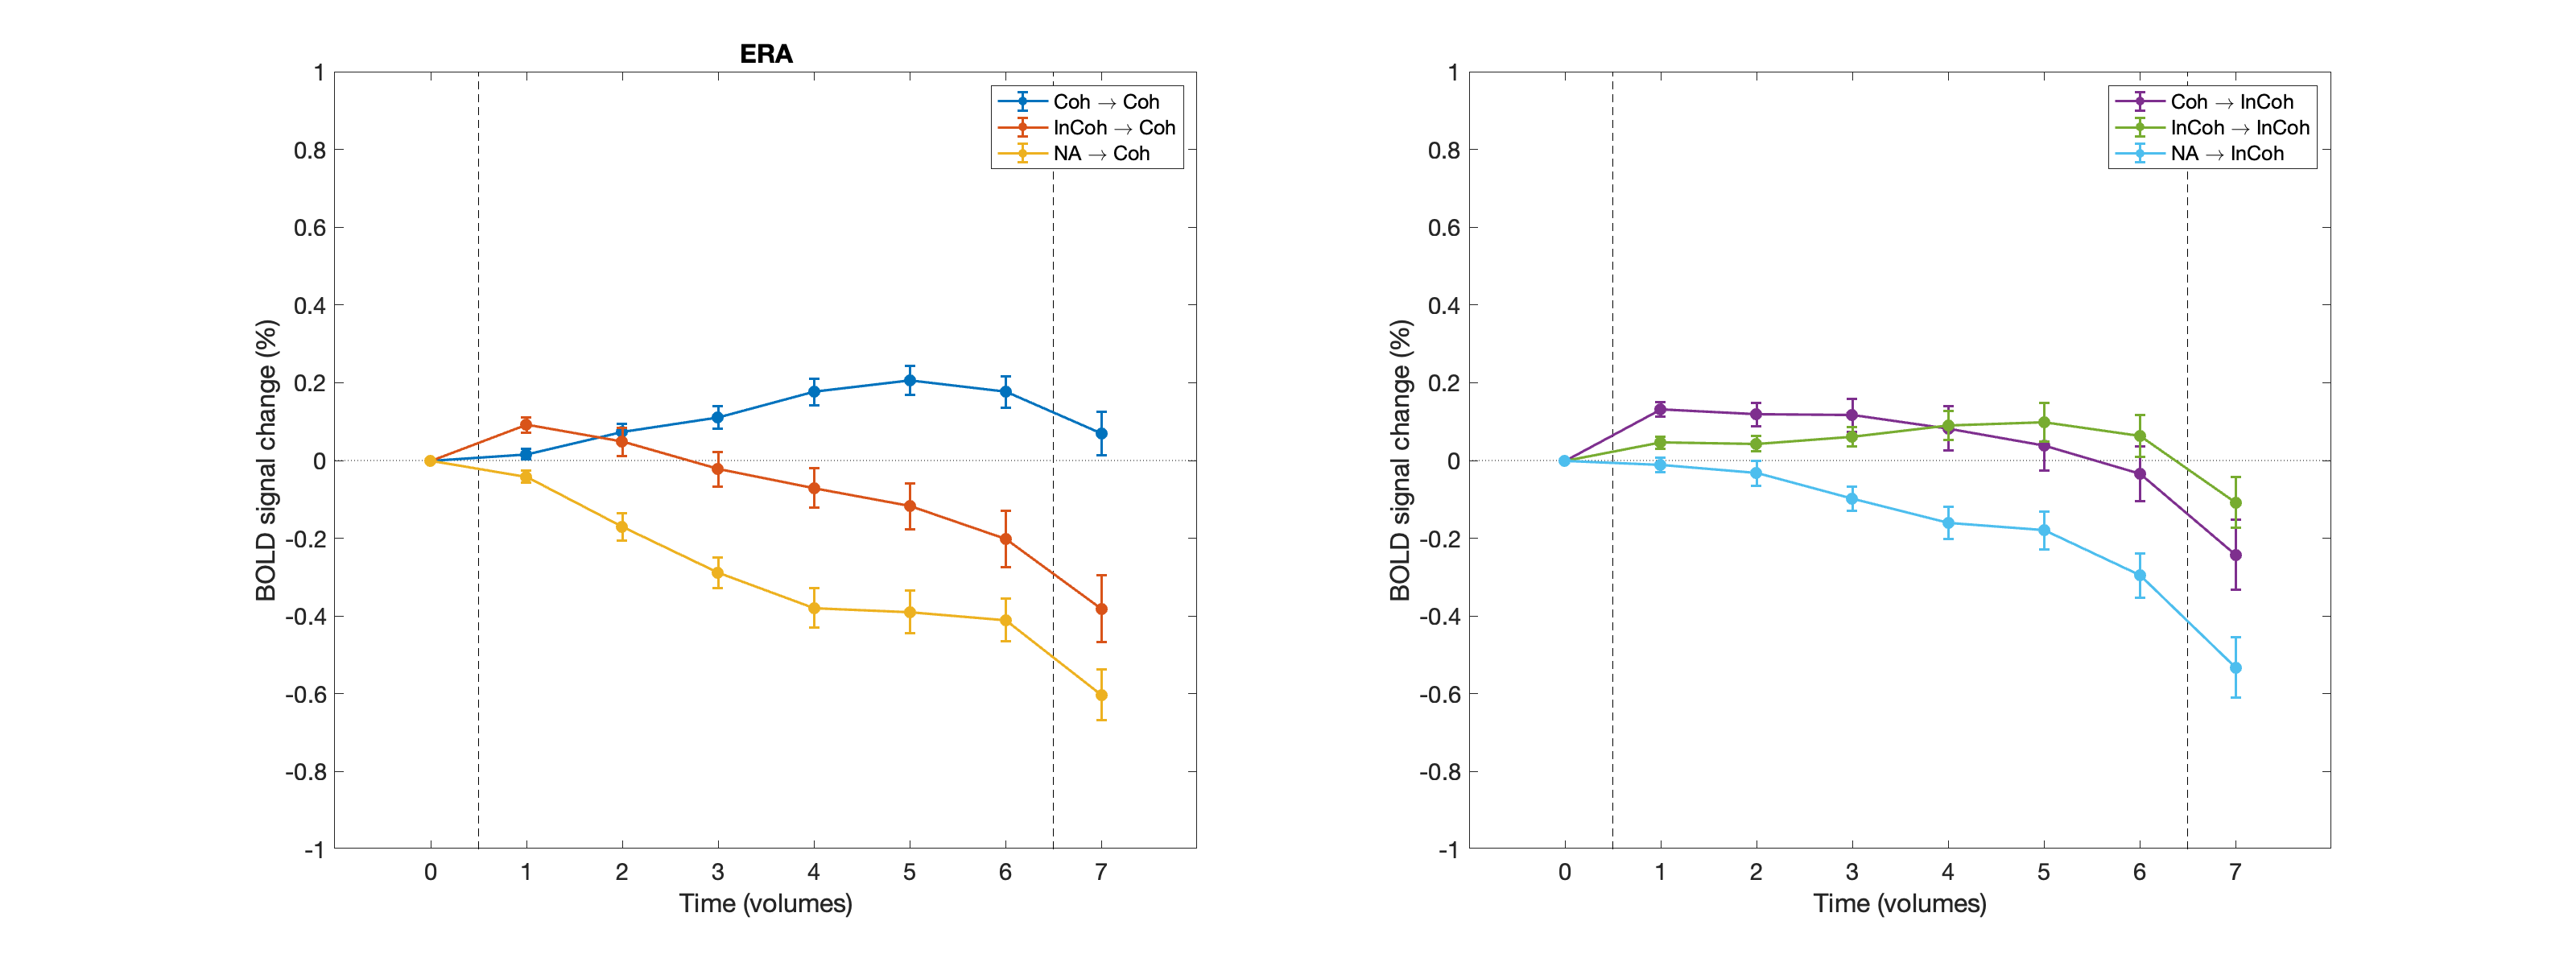 ERA
BOLD signal change (%)
1
0.8
0.6
0.4
0.2
0
-0.2
-0.4
-0.6
-0.8
-1
0 1 2 3 4 5 6 7
Time (volumes)
Coh → Coh
InCoh → Coh
NA → Coh
BOLD signal change (%)
1
0.8
0.6
0.4
0.2
0
-0.2
-0.4
-0.6
-0.8
-1
0 1 2 3 4 5 6 7
Time (volumes)
Coh → InCoh
InCoh → InCoh
NA → InCoh